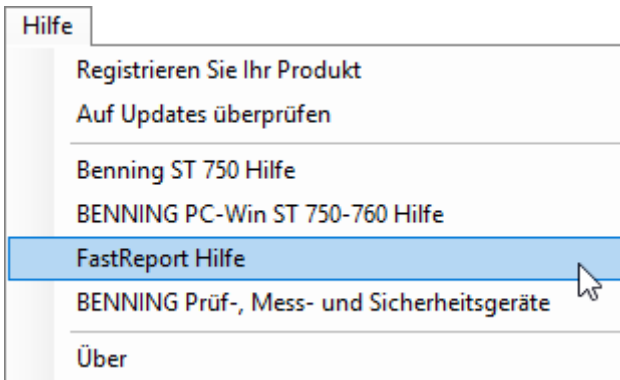 Hilfe
Registrieren Sie Ihr Produkt
Auf Updates überprüfen
Benning ST 750 Hilfe
BENNING PC-Win ST 750-760 Hilfe
FastReport Hilfe
BENNING Prüf-, Mess- und Sicherheitsgeräte
Über